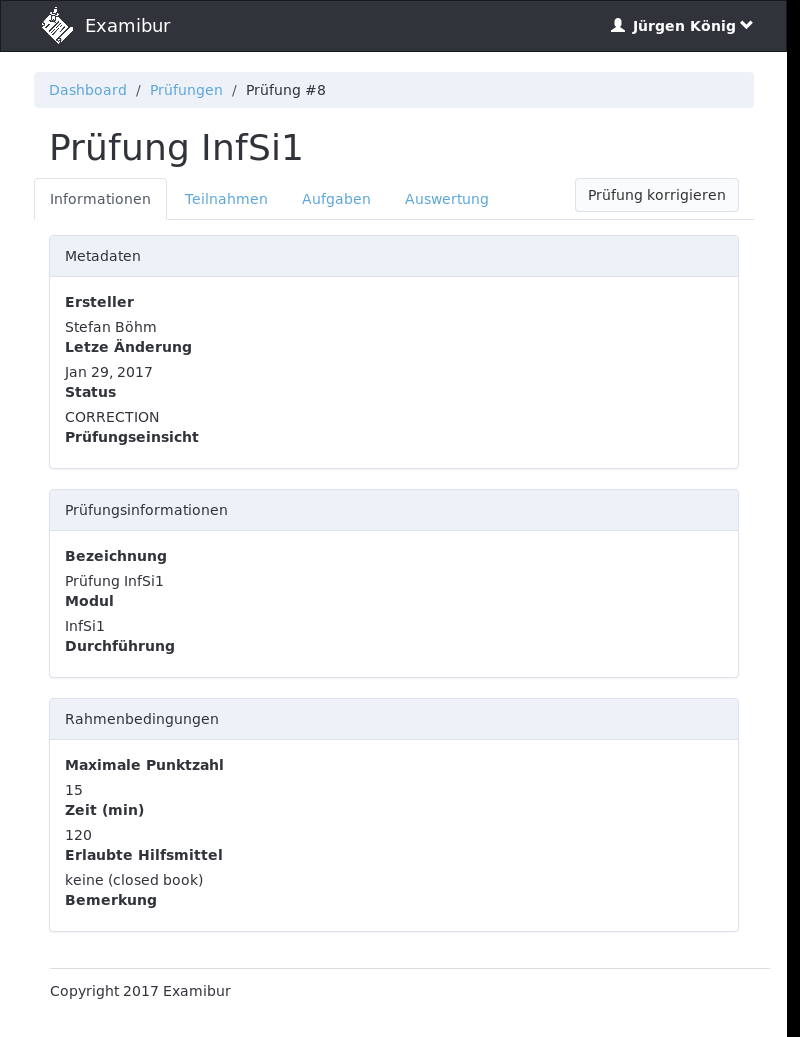 Examibur
Jürgen König
Dashboard / Prüfungen / Prüfung #8
Prüfung InfSi1
Informationen Teilnahmen Aufgaben Auswertung Prüfung korrigieren
Metadaten
Ersteller
Stefan Böhm
Letze Änderung
Jan 29, 2017
Status
CORRECTION
Prüfungseinsicht
Prüfungsinformationen
Bezeichnung
Prüfung InfSi1
Modul
InfSi1
Durchführung
Rahmenbedingungen
Maximale Punktzahl
15
Zeit (min)
120
Erlaubte Hilfsmittel
keine (closed book)
Bemerkung
Copyright 2017 Examibur